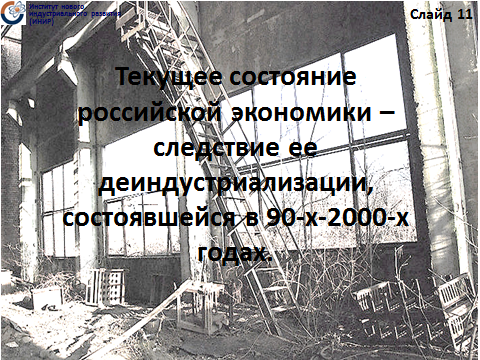 Институт нового
индустриального развития
(ИНИР)
Слайд 11
Текущее состояние
российской экономики –
следствие ее
деиндустриализации,
состоявшейся в 90-х-2000-х
годах.